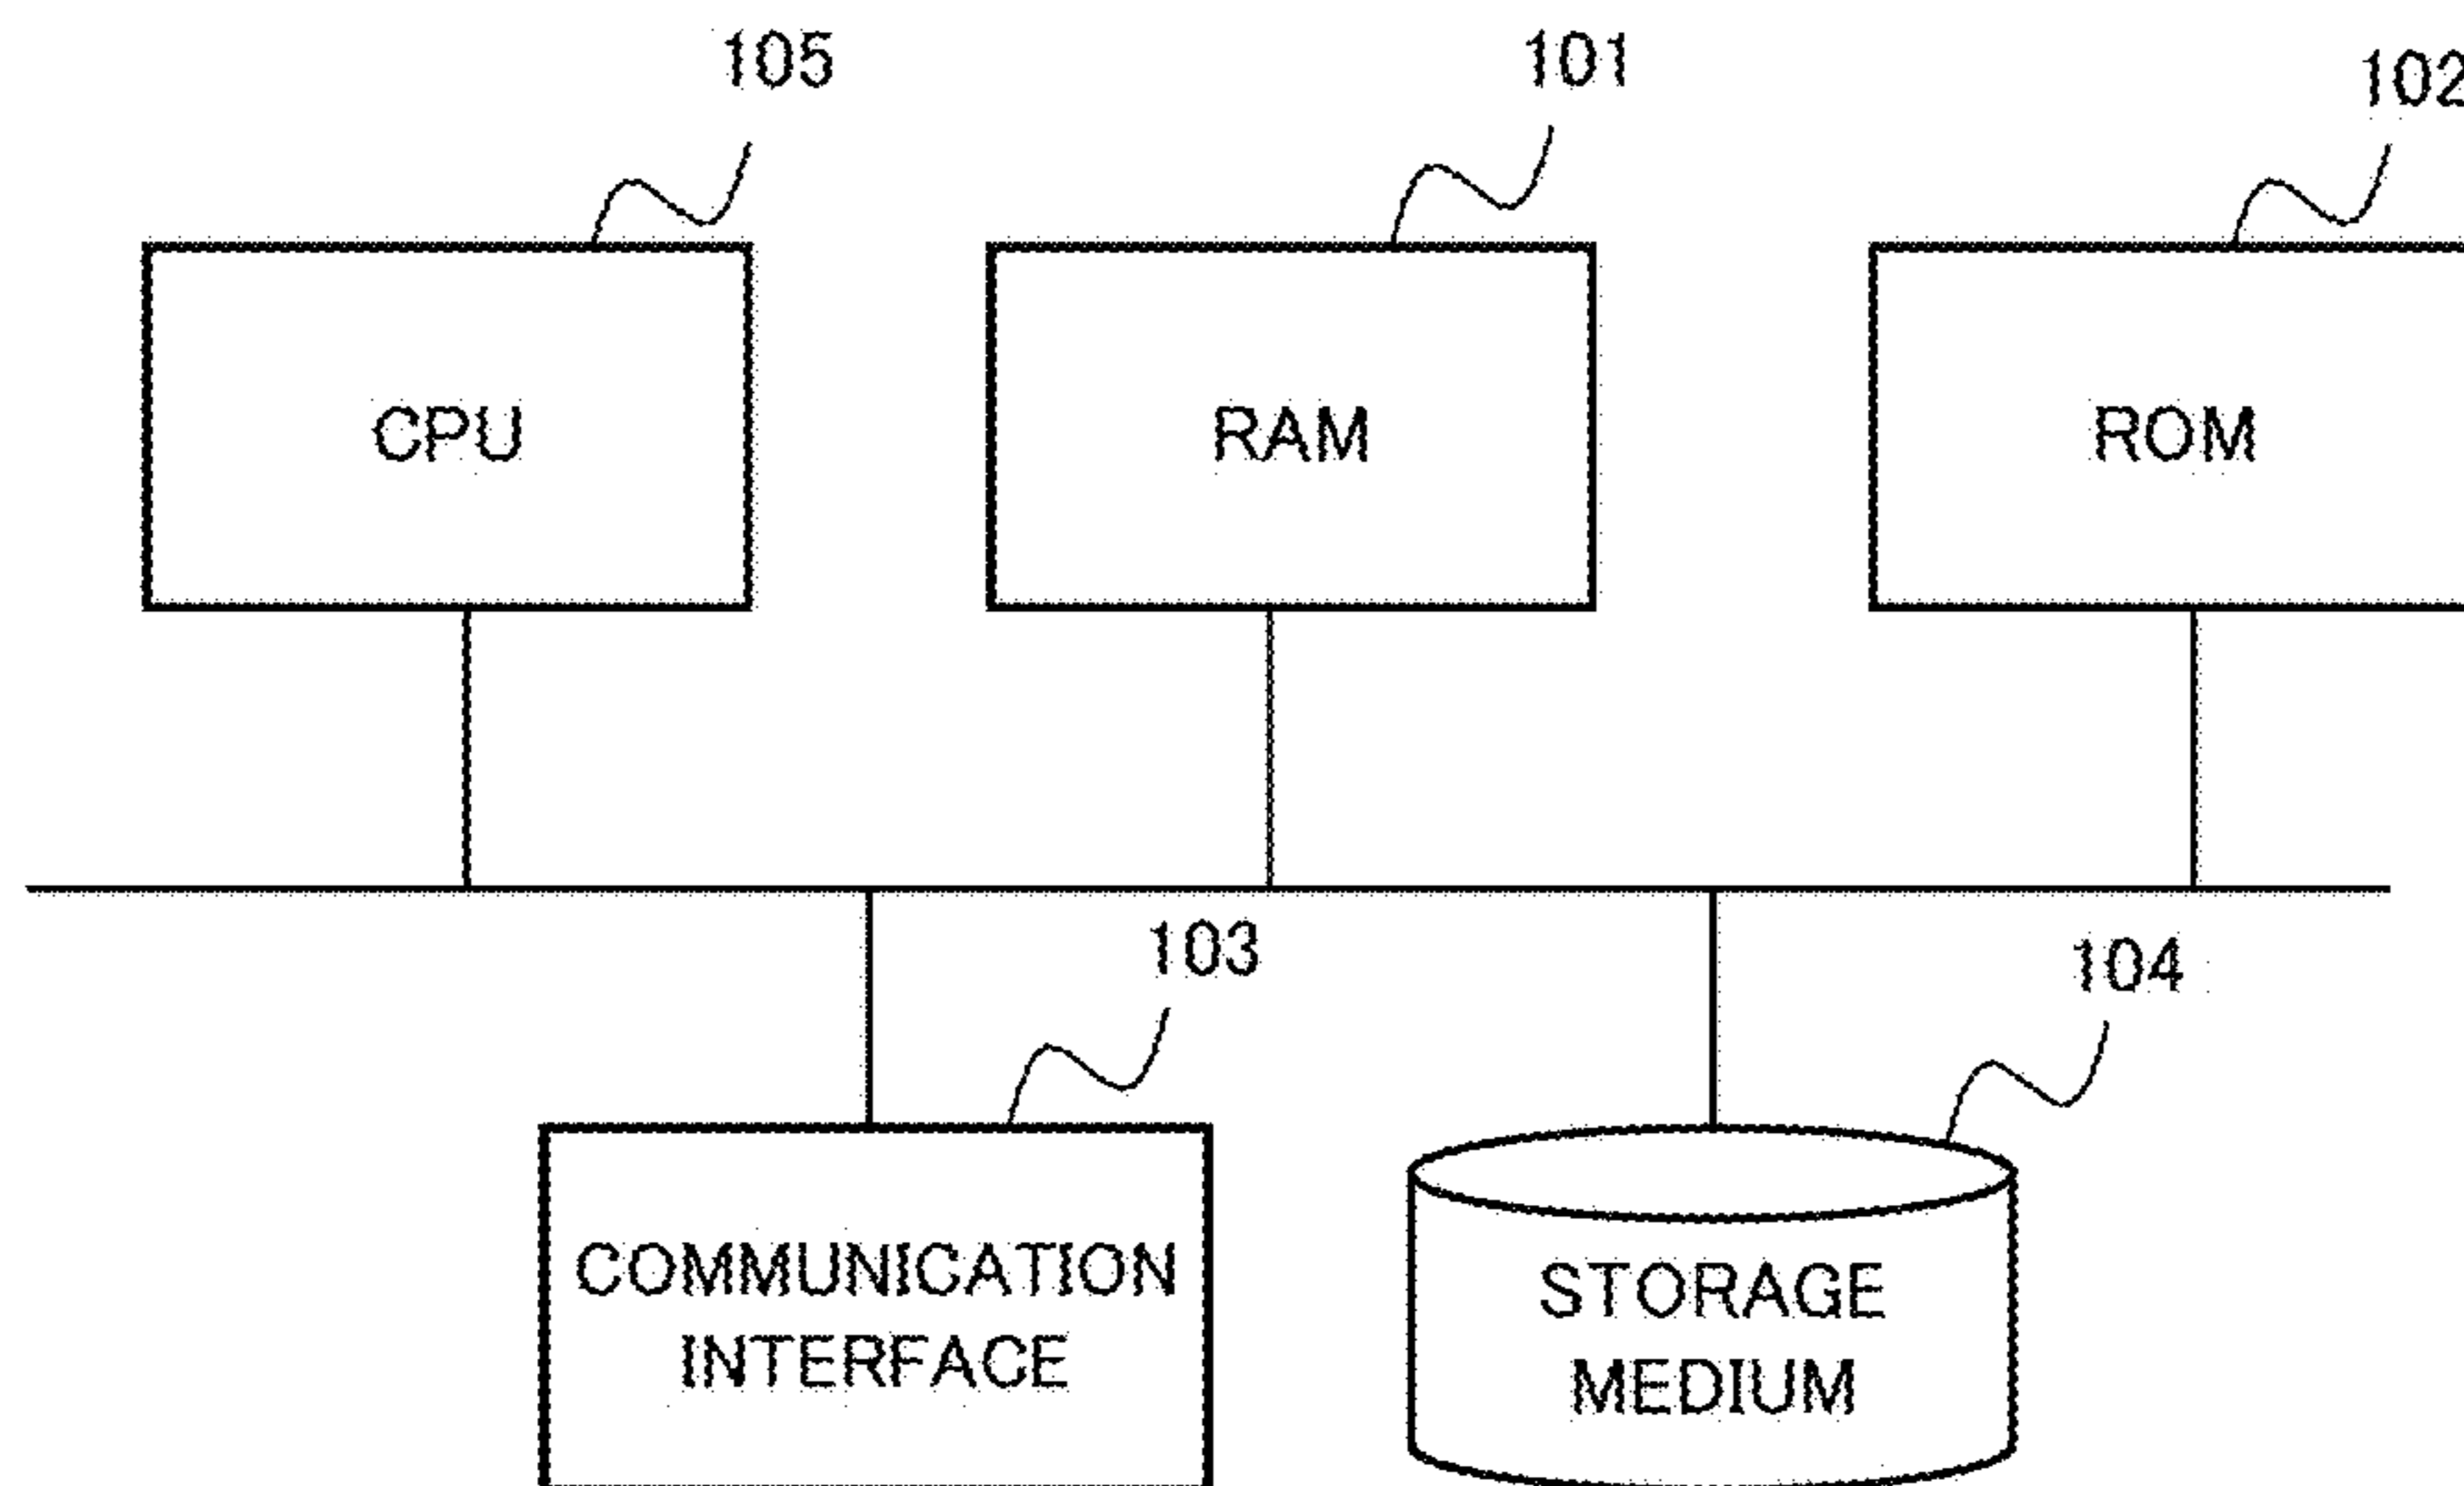 105
101
102
CPU
RAM
ROM
103
104
COMMUNICATION
INTERFACE
STORAGE
MEDIUM